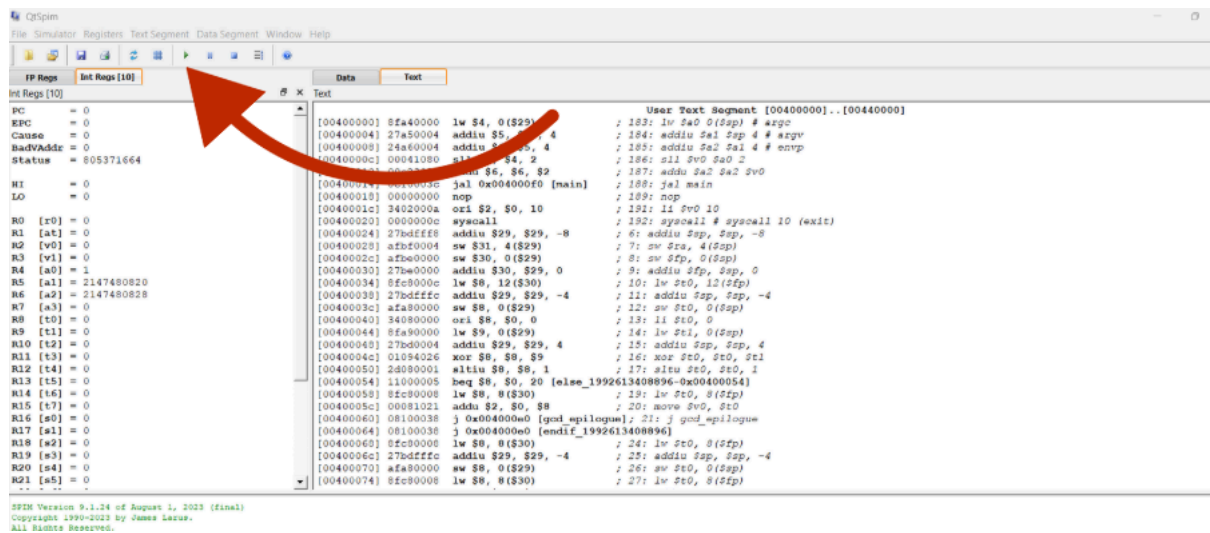 QtSpim
File Simulator Registers Text Segment Data Segment Window Help
FP Regs Int Regs [10]
Data Text
Int Regs [10]
Text
PC = 0
EPC = 0
Cause = 0
BadVAddr = 0
Status = 805371664
HI = 0
LO = 0
R0 [r0] = 0
R1 [at] = 0
R2 [v0] = 0
R3 [v1] = 0
R4 [a0] = 1
R5 [a1] = 2147480820
R6 [a2] = 2147480828
R7 [a3] = 0
R8 [t0] = 0
R9 [t1] = 0
R10 [t2] = 0
R11 [t3] = 0
R12 [t4] = 0
R13 [t5] = 0
R14 [t6] = 0
R15 [t7] = 0
R16 [s0] = 0
R17 [s1] = 0
R18 [s2] = 0
R19 [s3] = 0
R20 [s4] = 0
R21 [s5] = 0
User Text Segment [00400000]..[00440000]
[00400000] 8fa40000 lw $4, 0($29) ; 183: lw $a0 0($sp) # argc
[00400004] 27a50004 addiu $5, 4 ; 184: addiu $a1 $sp 4 # argv
[00400008] 24a60004 addiu 4 ; 185: addiu $a2 $a1 4 # envp
[0040000c] 00041080 $4, 2 ; 186: sll $v0 $a0 2
$6, $6, $2 ; 187: addu $a2 $a2 $v0
jal 0x004000f0 [main] ; 188: jal main
[00400018] 00000000 nop ; 189: nop
[0040001c] 3402000a ori $2, $0, 10 ; 191: li $v0 10
[00400020] 0000000c syscall ; 192: syscall # syscall 10 (exit)
[00400024] 27bdfff8 addiu $29, $29, -8 ; 6: addiu $sp, $sp, -8
[00400028] afbf0004 sw $31, 4($29) ; 7: sw $ra, 4($sp)
[0040002c] afbe0000 sw $30, 0($29) ; 8: sw $fp, 0($sp)
[00400030] 27be0000 addiu $30, $29, 0 ; 9: addiu $fp, $sp, 0
[00400034] 8fc8000c lw $8, 12($30) ; 10: lw $t0, 12($fp)
[00400038] 27bdfffc addiu $29, $29, -4 ; 11: addiu $sp, $sp, -4
[0040003c] afa80000 sw $8, 0($29) ; 12: sw $t0, 0($sp)
[00400040] 34080000 ori $8, $0, 0 ; 13: li $t0, 0
[00400044] 8fa90000 lw $9, 0($29) ; 14: lw $t1, 0($sp)
[00400048] 27bd0004 addiu $29, $29, 4 ; 15: addiu $sp, $sp, 4
[0040004c] 01094026 xor $8, $8, $9 ; 16: xor $t0, $t0, $t1
[00400050] 2d080001 sltiu $8, $8, 1 ; 17: sltu $t0, $t0, 1
[00400054] 11000005 beq $8, $0, 20 [else_1992613408896-0x00400054]
[00400058] 8fc80008 lw $8, 8($30) ; 19: lw $t0, 8($fp)
[0040005c] 00081021 addu $2, $0, $8 ; 20: move $v0, $t0
[00400060] 08100038 j 0x004000e0 [gcd_epilogue]; 21: j gcd_epilogue
[00400064] 08100038 j 0x004000e0 [endif_1992613408896]
[00400068] 8fc80008 lw $8, 8($30) ; 24: lw $t0, 8($fp)
[0040006c] 27bdfffc addiu $29, $29, -4 ; 25: addiu $sp, $sp, -4
[00400070] afa80000 sw $8, 0($29) ; 26: sw $t0, 0($sp)
[00400074] 8fc80008 lw $8, 8($30) ; 27: lw $t0, 8($fp)
SPIM Version 9.1.24 of August 1, 2023 (final)
Copyright 1990-2023 by James Larus.
All Rights Reserved.